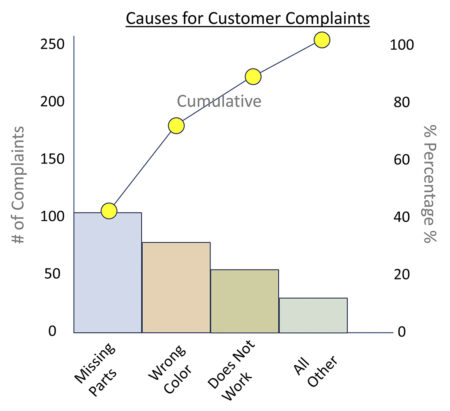 Causes for Customer Complaints
250
200
150
100
50
0
# of Complaints
Cumulative
100
80
60
40
20
0
% Percentage %
Missing
Parts
Wrong
Color
Does Not
Work
All
Other